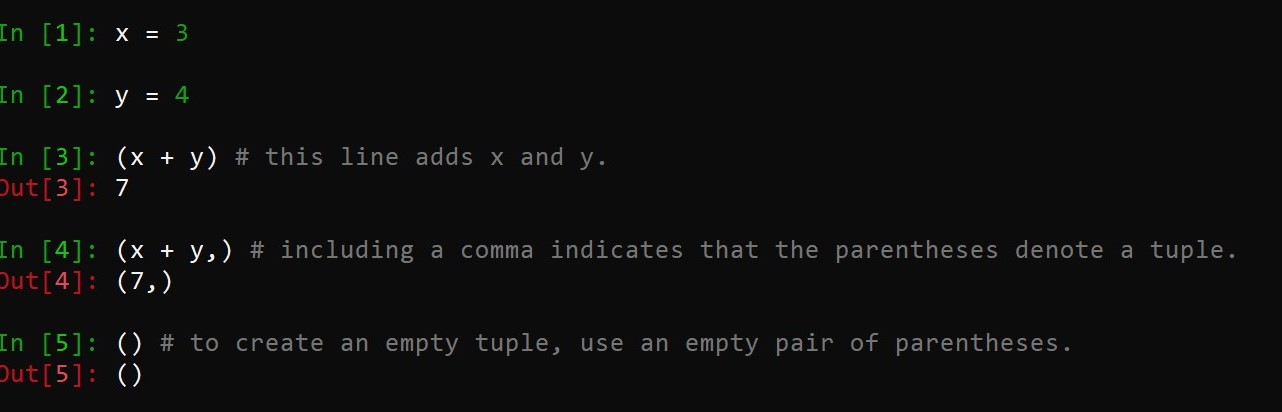 In [1]: x = 3
In [2]: y = 4
In [3]: (x + y) # this line adds x and y.
Out[3]: 7
In [4]: (x + y,) # including a comma indicates that the parentheses denote a tuple.
Out[4]: (7,)
In [5]: () # to create an empty tuple, use an empty pair of parentheses.
Out[5]: ()